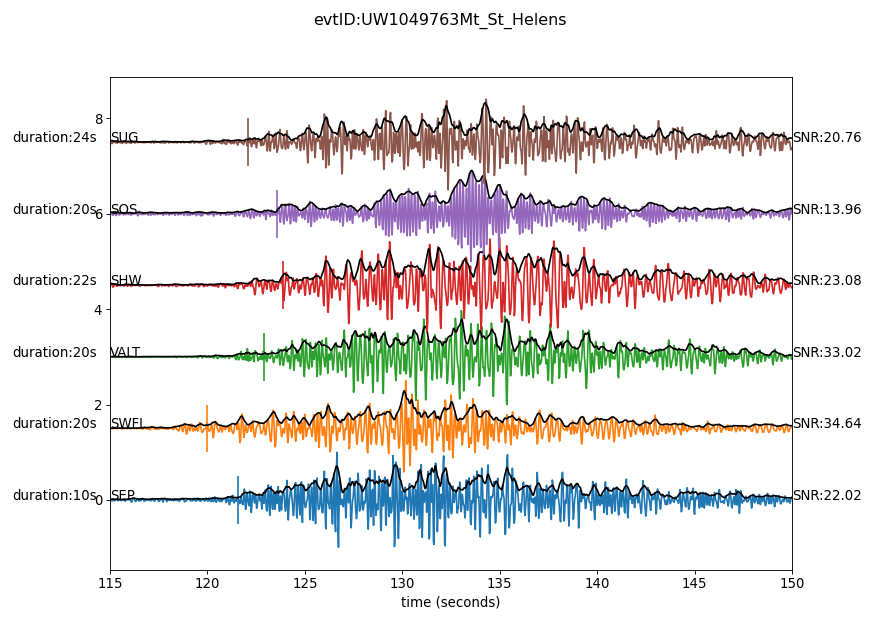 evtID:UW1049763Mt_St_Helens
8
duration:24s SUG SNR:20.76
duration:20s SOS SNR:13.96
6
duration:22s SHW SNR:23.08
4
duration:20s VALT SNR:33.02
2
duration:20s SWFL SNR:34.64
duration:10s SEP SNR:22.02
0
115 120 125 130 135 140 145 150
time (seconds)